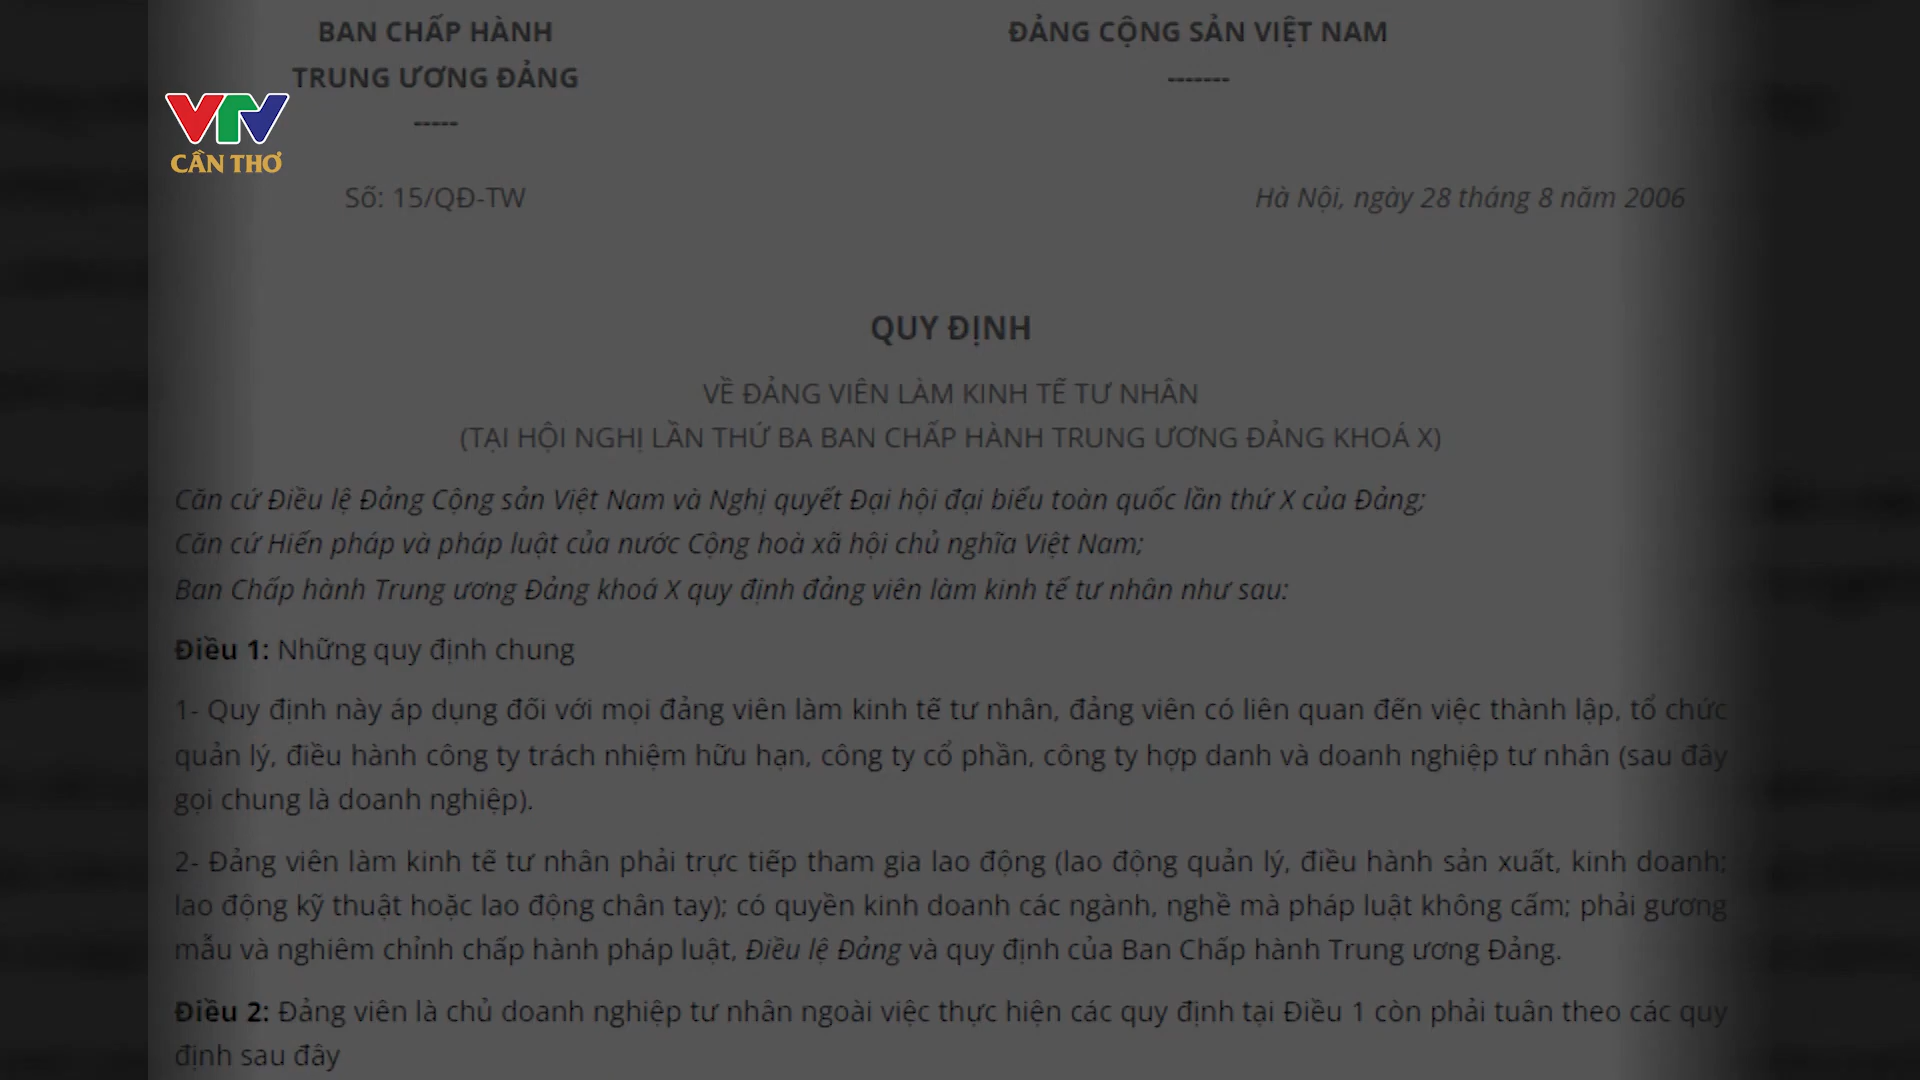 BAN CHẤP HÀNH
TRUNG ƯƠNG ĐẢNG
-----
ĐẢNG CỘNG SẢN VIỆT NAM
-------
VTV
CẦN THƠ
Số: 15/QĐ-TW
Hà Nội, ngày 28 tháng 8 năm 2006
QUY ĐỊNH
VỀ ĐẢNG VIÊN LÀM KINH TẾ TƯ NHÂN
(TẠI HỘI NGHỊ LẦN THỨ BA BAN CHẤP HÀNH TRUNG ƯƠNG ĐẢNG KHOÁ X)
Căn cứ Điều lệ Đảng Cộng sản Việt Nam và Nghị quyết Đại hội đại biểu toàn quốc lần thứ X của Đảng;
Căn cứ Hiến pháp và pháp luật của nước Cộng hoà xã hội chủ nghĩa Việt Nam;
Ban Chấp hành Trung ương Đảng khoá X quy định đảng viên làm kinh tế tư nhân như sau:
Điều 1: Những quy định chung
1- Quy định này áp dụng đối với mọi đảng viên làm kinh tế tư nhân, đảng viên có liên quan đến việc thành lập, tổ chức
quản lý, điều hành công ty trách nhiệm hữu hạn, công ty cổ phần, công ty hợp danh và doanh nghiệp tư nhân (sau đây
gọi chung là doanh nghiệp).
2- Đảng viên làm kinh tế tư nhân phải trực tiếp tham gia lao động (lao động quản lý, điều hành sản xuất, kinh doanh;
lao động kỹ thuật hoặc lao động chân tay); có quyền kinh doanh các ngành, nghề mà pháp luật không cấm; phải gương
mẫu và nghiêm chỉnh chấp hành pháp luật, Điều lệ Đảng và quy định của Ban Chấp hành Trung ương Đảng.
Điều 2: Đảng viên là chủ doanh nghiệp tư nhân ngoài việc thực hiện các quy định tại Điều 1 còn phải tuân theo các quy
định sau đây